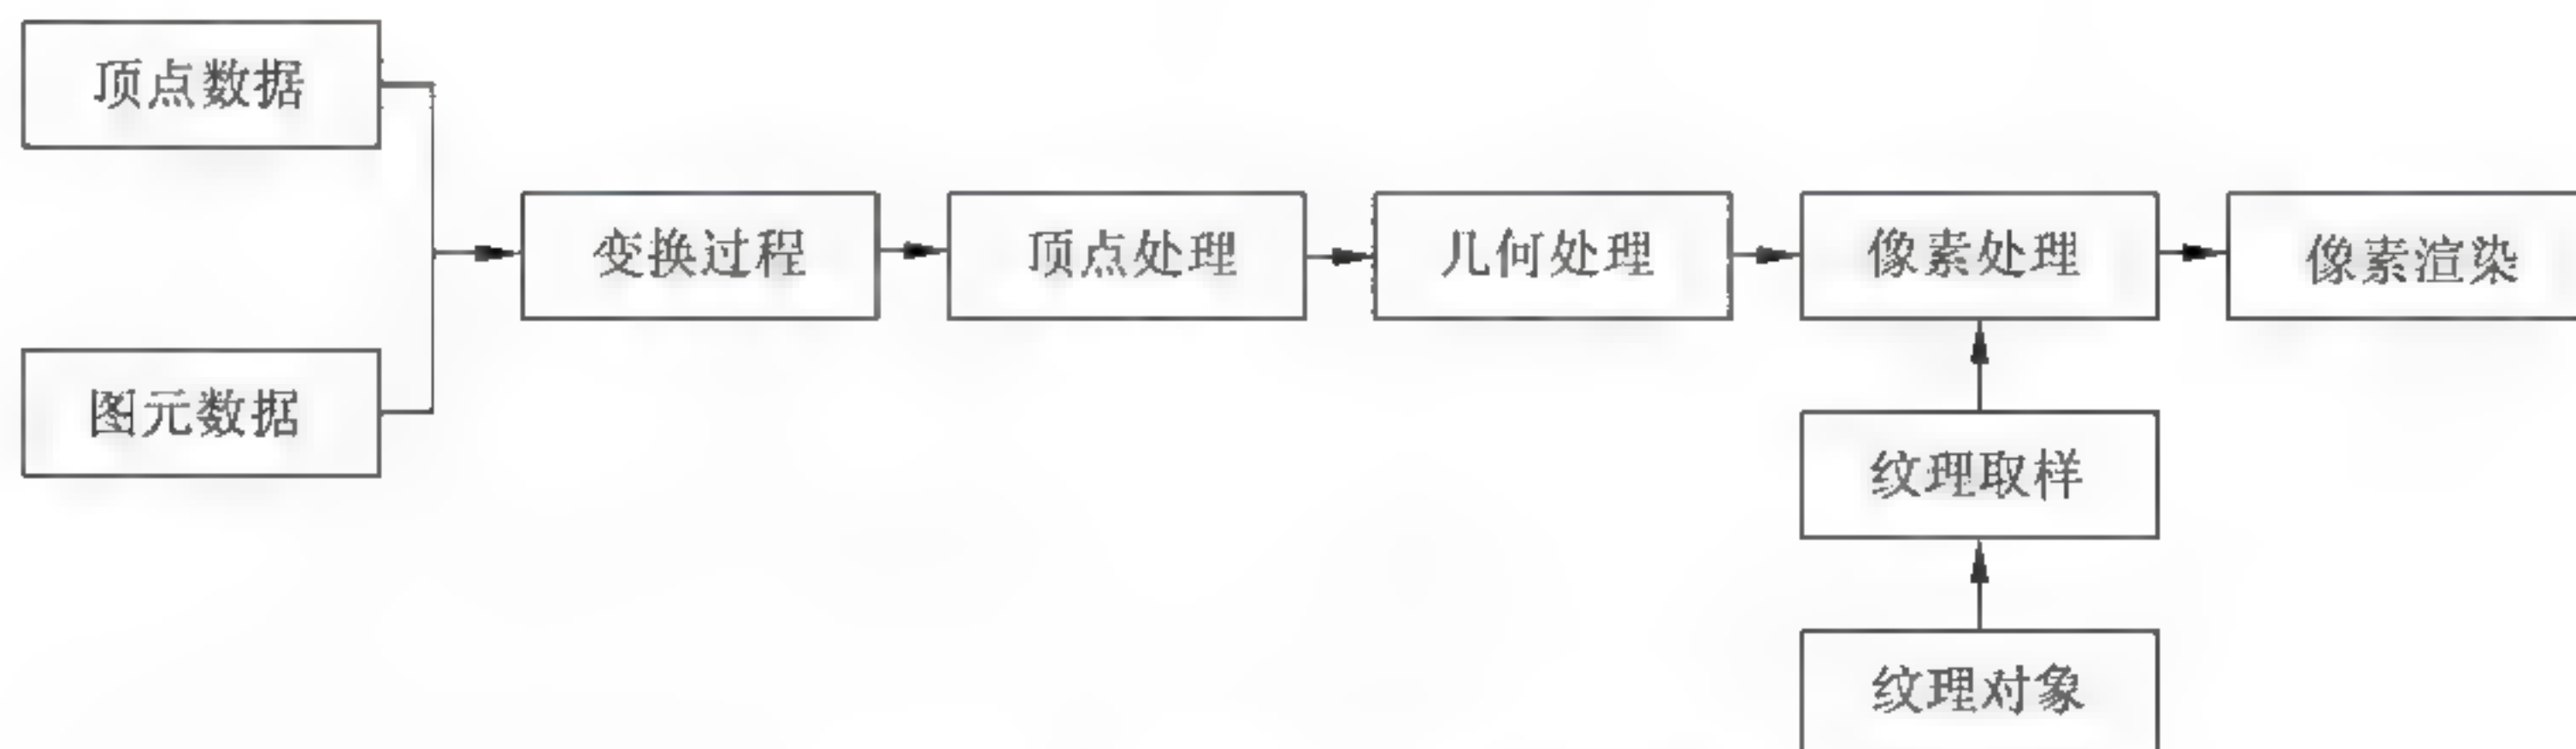 顶点数据
图元数据
变换过程
顶点处理
几何处理
像素处理
像素渲染
纹理取样
纹理对象